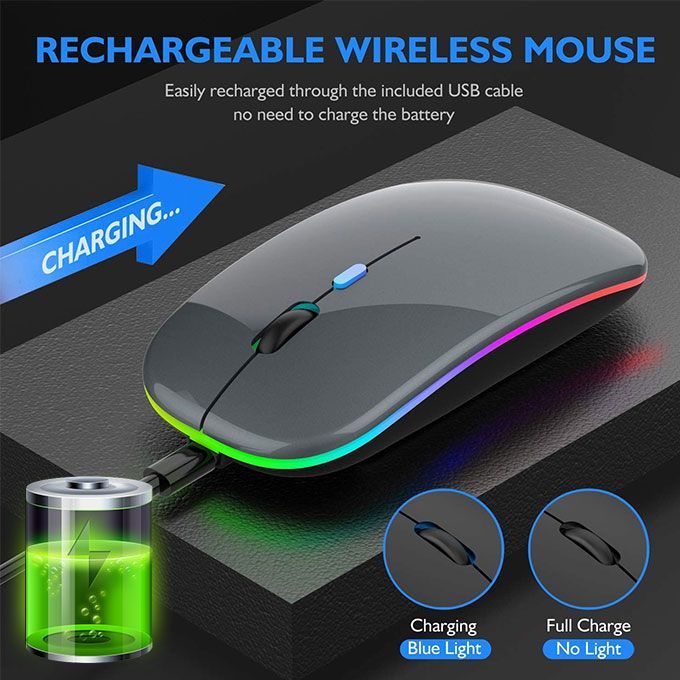 RECHARGEABLE WIRELESS MOUSE
Easily recharged through the included USB cable
no need to charge the battery
CHARGING...
Charging
Blue Light
Full Charge
No Light